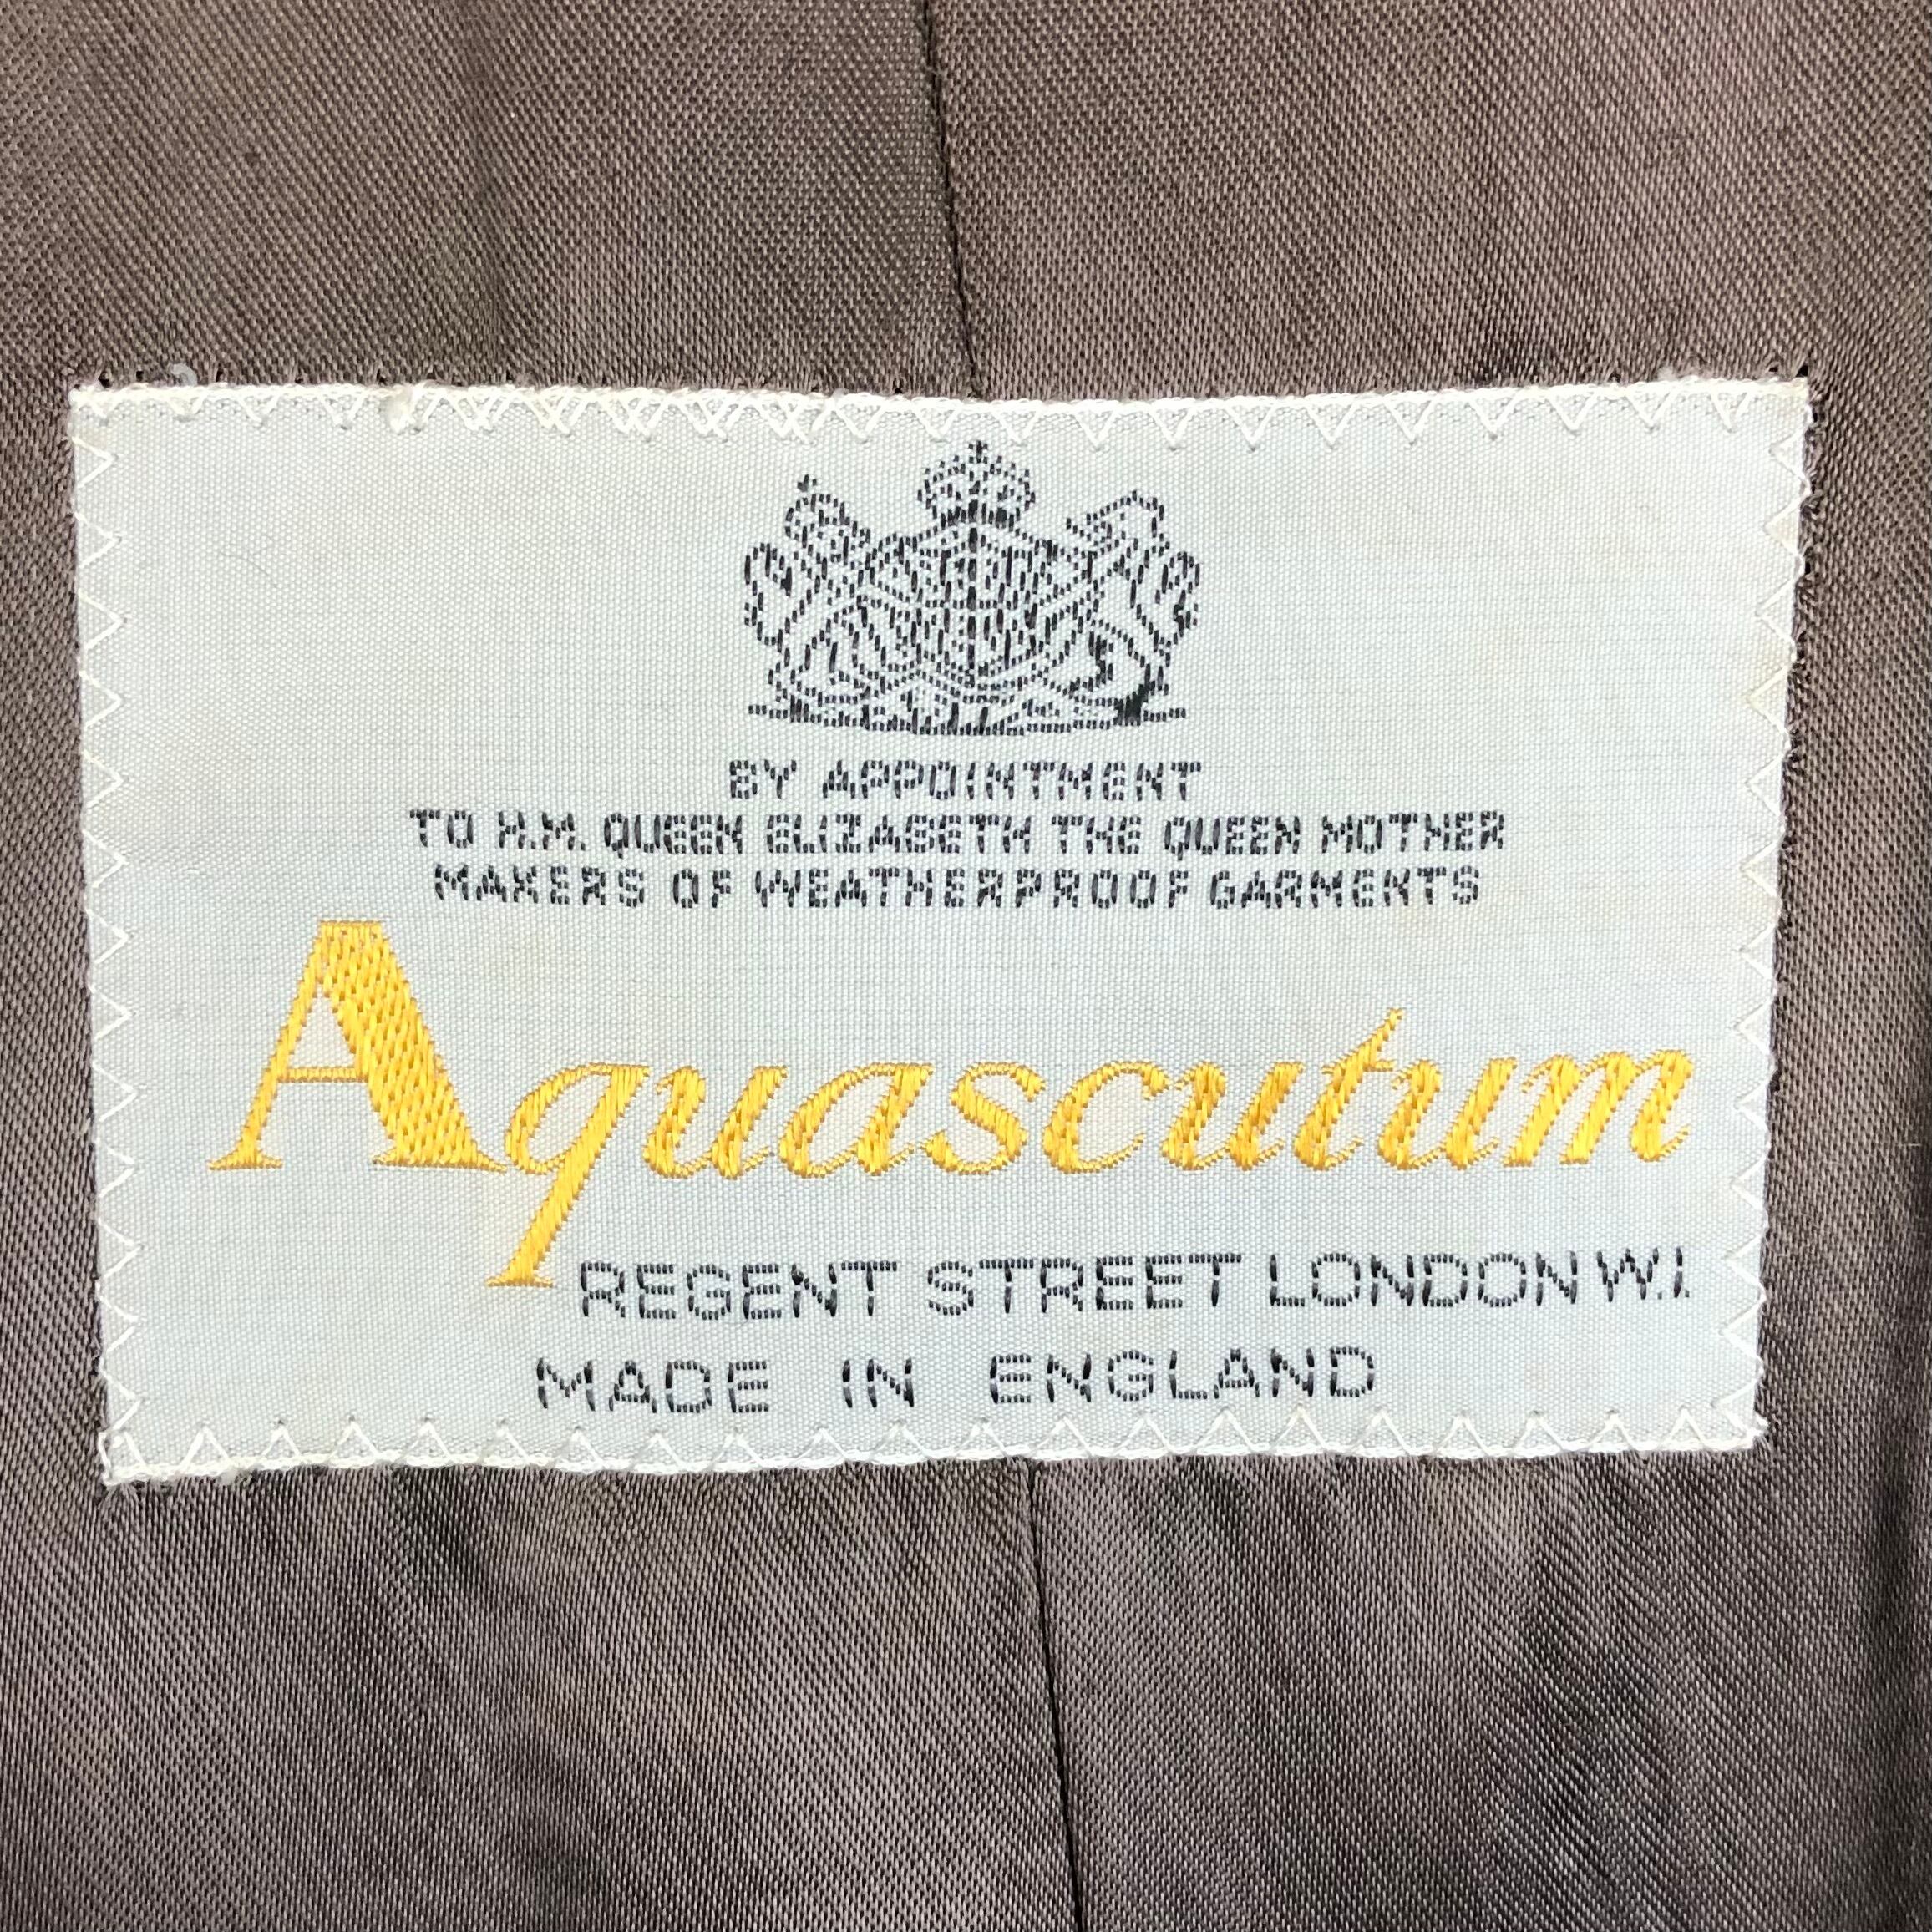 BY APPOINTMENT
TO H.M. QUEEN ELIZABETH THE QUEEN MOTHER
MAKERS OF WEATHERPROOF GARMENTS
Aquascutum
REGENT STREET LONDON W.1.
MADE IN ENGLAND